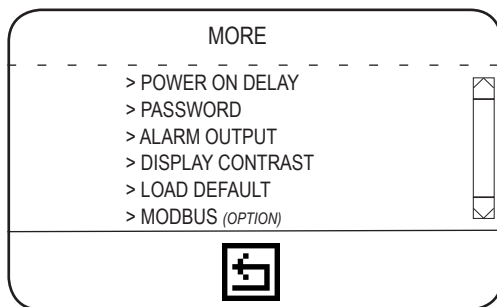 MORE
> POWER ON DELAY
> PASSWORD
> ALARM OUTPUT
> DISPLAY CONTRAST
> LOAD DEFAULT
> MODBUS (OPTION)